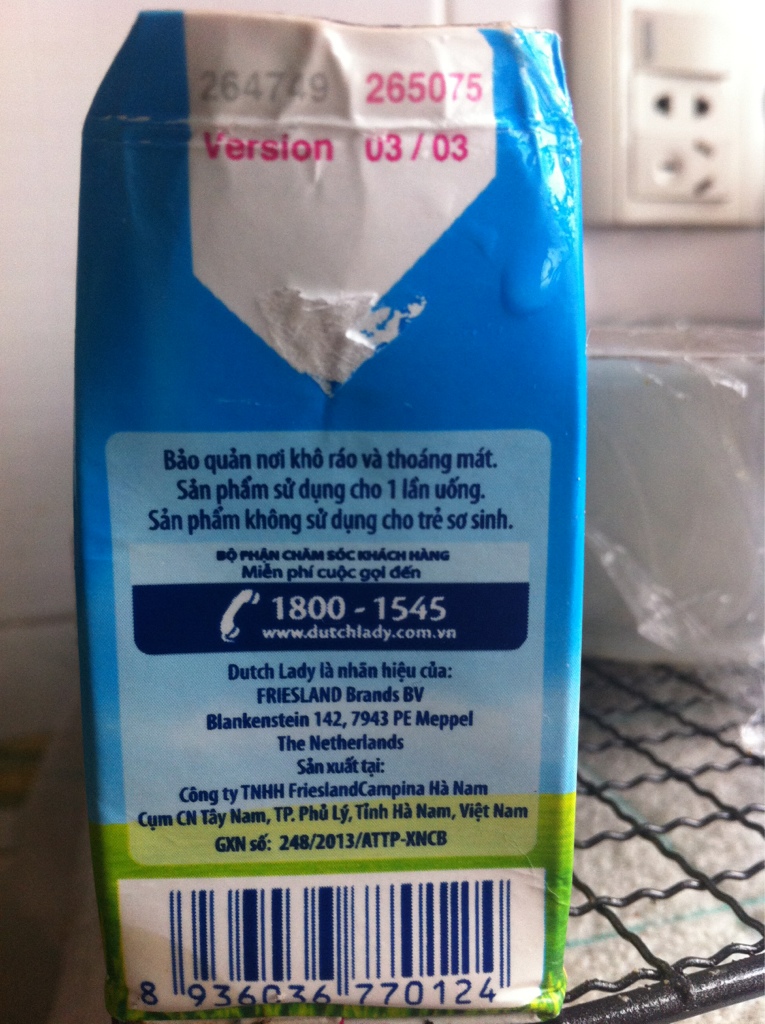 264749 265075
Version 03 / 03
Bảo quản nơi khô ráo và thoáng mát.
Sản phẩm sử dụng cho 1 lần uống.
Sản phẩm không sử dụng cho trẻ sơ sinh.
BỘ PHẬN CHĂM SÓC KHÁCH HÀNG
Miễn phí cuộc gọi đến
1800 - 1545
www.dutchlady.com.vn
Dutch Lady là nhãn hiệu của:
FRIESLAND Brands BV
Blankenstein 142, 7943 PE Meppel
The Netherlands
Sản xuất tại:
Công ty TNHH FrieslandCampina Hà Nam
Cụm CN Tây Nam, TP. Phủ Lý, Tỉnh Hà Nam, Việt Nam
GXN số: 248/2013/ATTP-XNCB
8 936036 770124